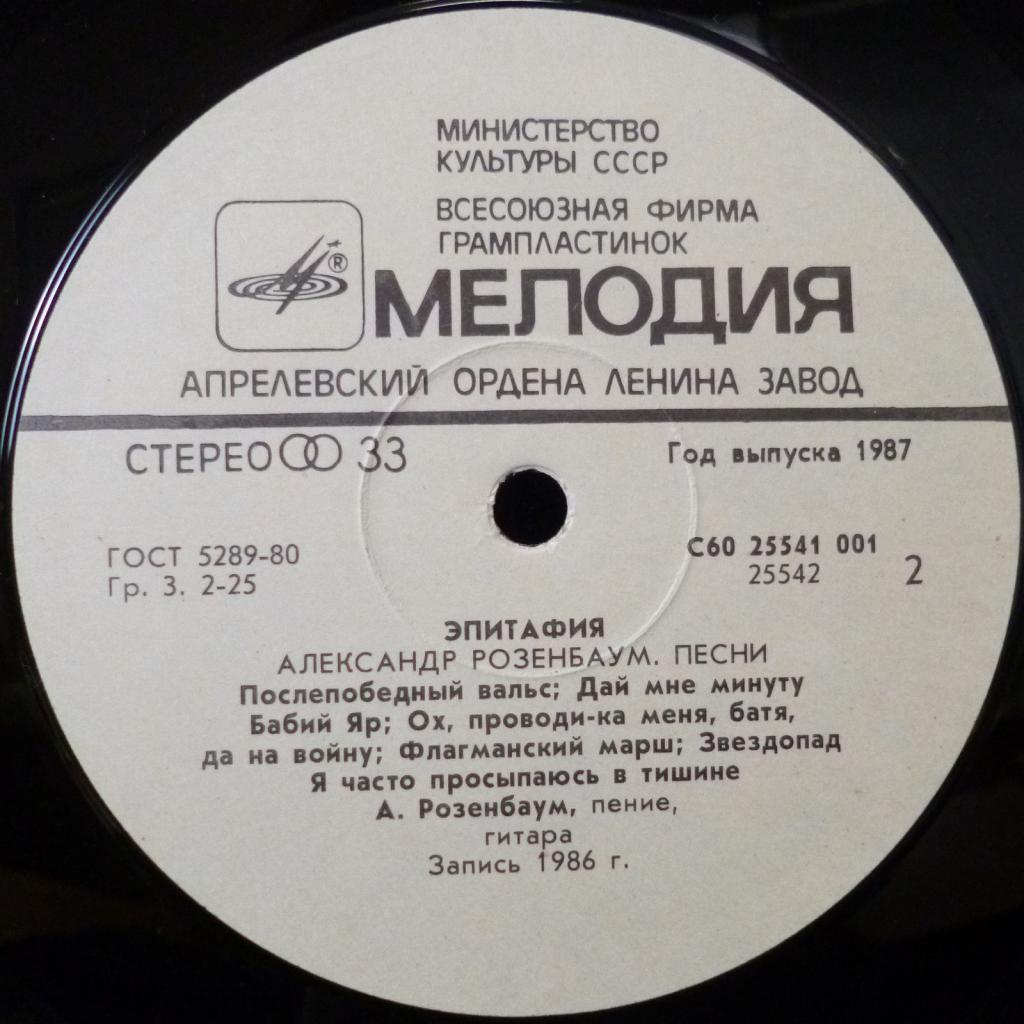 МИНИСТЕРСТВО
КУЛЬТУРЫ СССР
ВСЕСОЮЗНАЯ ФИРМА
ГРАМПЛАСТИНОК
®
МЕЛОДИЯ
АПРЕЛЕВСКИЙ ОРДЕНА ЛЕНИНА ЗАВОД
СТЕРЕО 33
Год выпуска 1987
ГОСТ 5289-80
Гр. 3. 2-25
С60 25541 001
25542
2
ЭПИТАФИЯ
АЛЕКСАНДР РОЗЕНБАУМ. ПЕСНИ
Послепобедный вальс; Дай мне минуту
Бабий Яр; Ох, проводи-ка меня, батя,
да на войну; Флагманский марш; Звездопад
Я часто просыпаюсь в тишине
А. Розенбаум, пение,
гитара
Запись 1986 г.